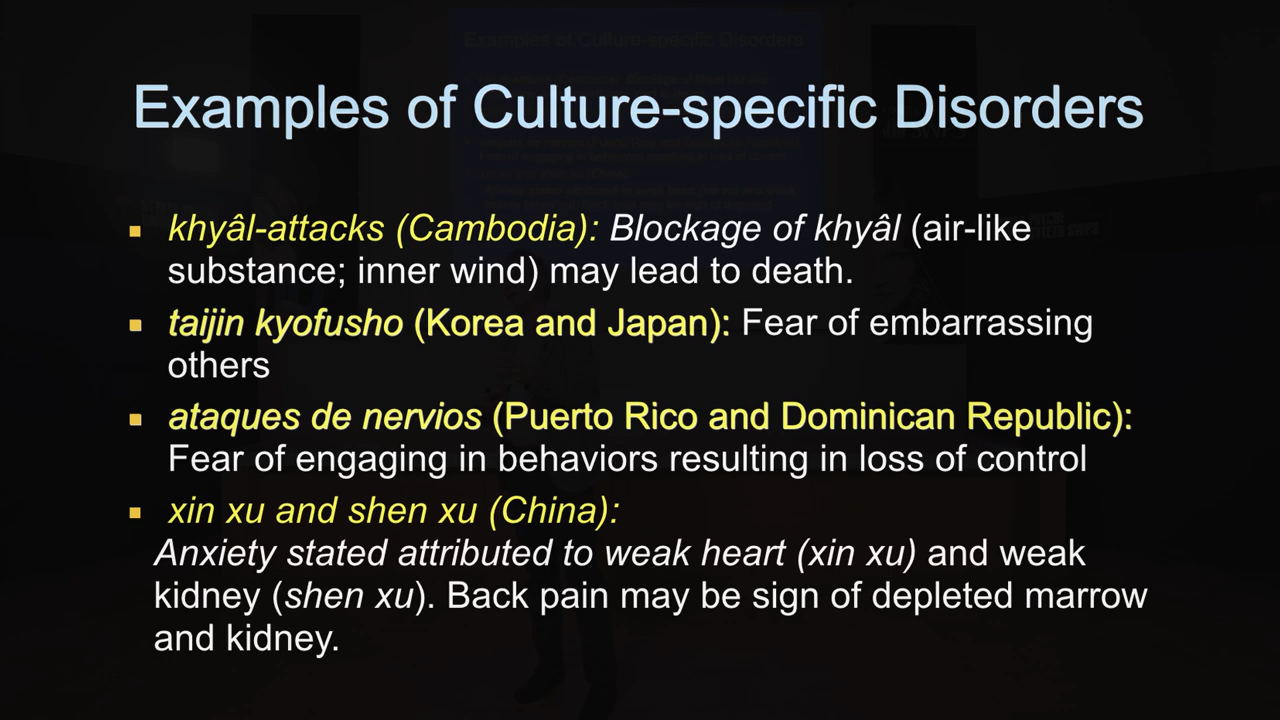 Examples of Culture-specific Disorders
▪ khyâl-attacks (Cambodia): Blockage of khyâl (air-like
substance; inner wind) may lead to death.
▪ taijin kyofusho (Korea and Japan): Fear of embarrassing
others
▪ ataques de nervios (Puerto Rico and Dominican Republic):
Fear of engaging in behaviors resulting in loss of control
▪ xin xu and shen xu (China):
Anxiety stated attributed to weak heart (xin xu) and weak
kidney (shen xu). Back pain may be sign of depleted marrow
and kidney.